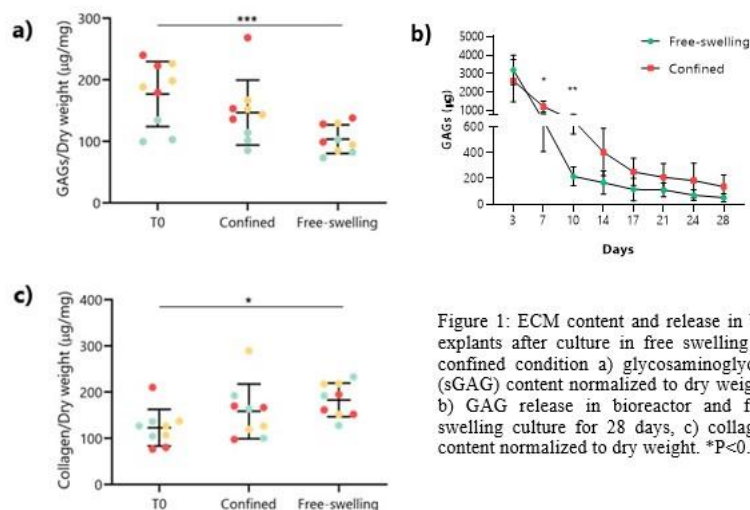 a)
***
GAGs/Dry weight (µg/mg)
300
200
100
0
T0 Confined Free-swelling
b)
Free-swelling
Confined
GAGs (µg)
5000
4000
3000
2000
1000
600
400
200
0
*
**
3 7 10 14 17 21 24 28
Days
c)
*
Collagen/Dry weight (µg/mg)
400
300
200
100
0
T0 Confined Free-swelling
Figure 1: ECM content and release in
explants after culture in free swelling
confined condition a) glycosaminoglyc
(sGAG) content normalized to dry weig
b) GAG release in bioreactor and f
swelling culture for 28 days, c) collag
content normalized to dry weight. *P<0.